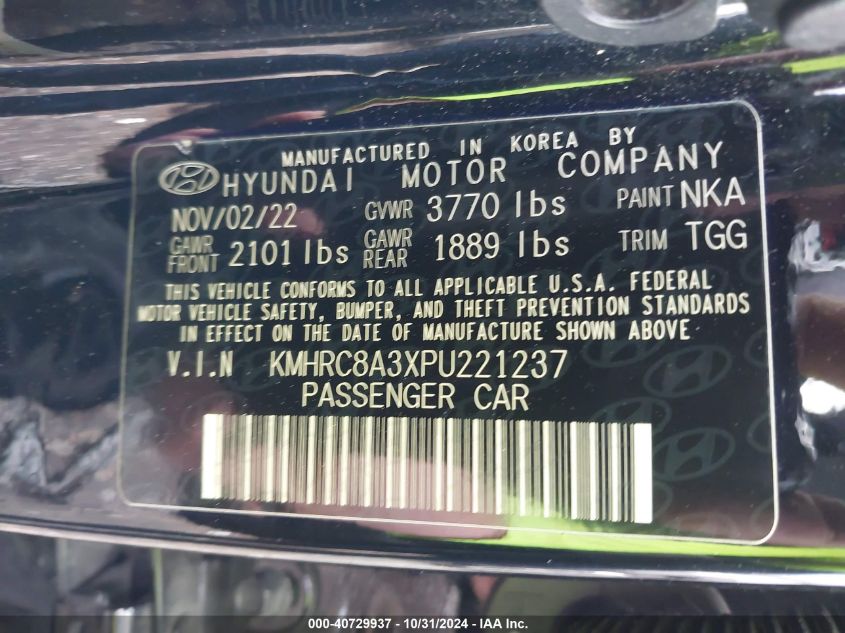 MANUFACTURED IN KOREA BY
HYUNDAI MOTOR COMPANY
NOV/02/22 GVWR 3770 lbs PAINT NKA
GAWR FRONT 2101 lbs GAWR REAR 1889 lbs TRIM TGG
THIS VEHICLE CONFORMS TO ALL APPLICABLE U.S.A. FEDERAL
MOTOR VEHICLE SAFETY, BUMPER, AND THEFT PREVENTION STANDARDS
IN EFFECT ON THE DATE OF MANUFACTURE SHOWN ABOVE
V.I.N KMHRC8A3XPU221237
PASSENGER CAR
000-40729937 - 10/31/2024 - IAA Inc.